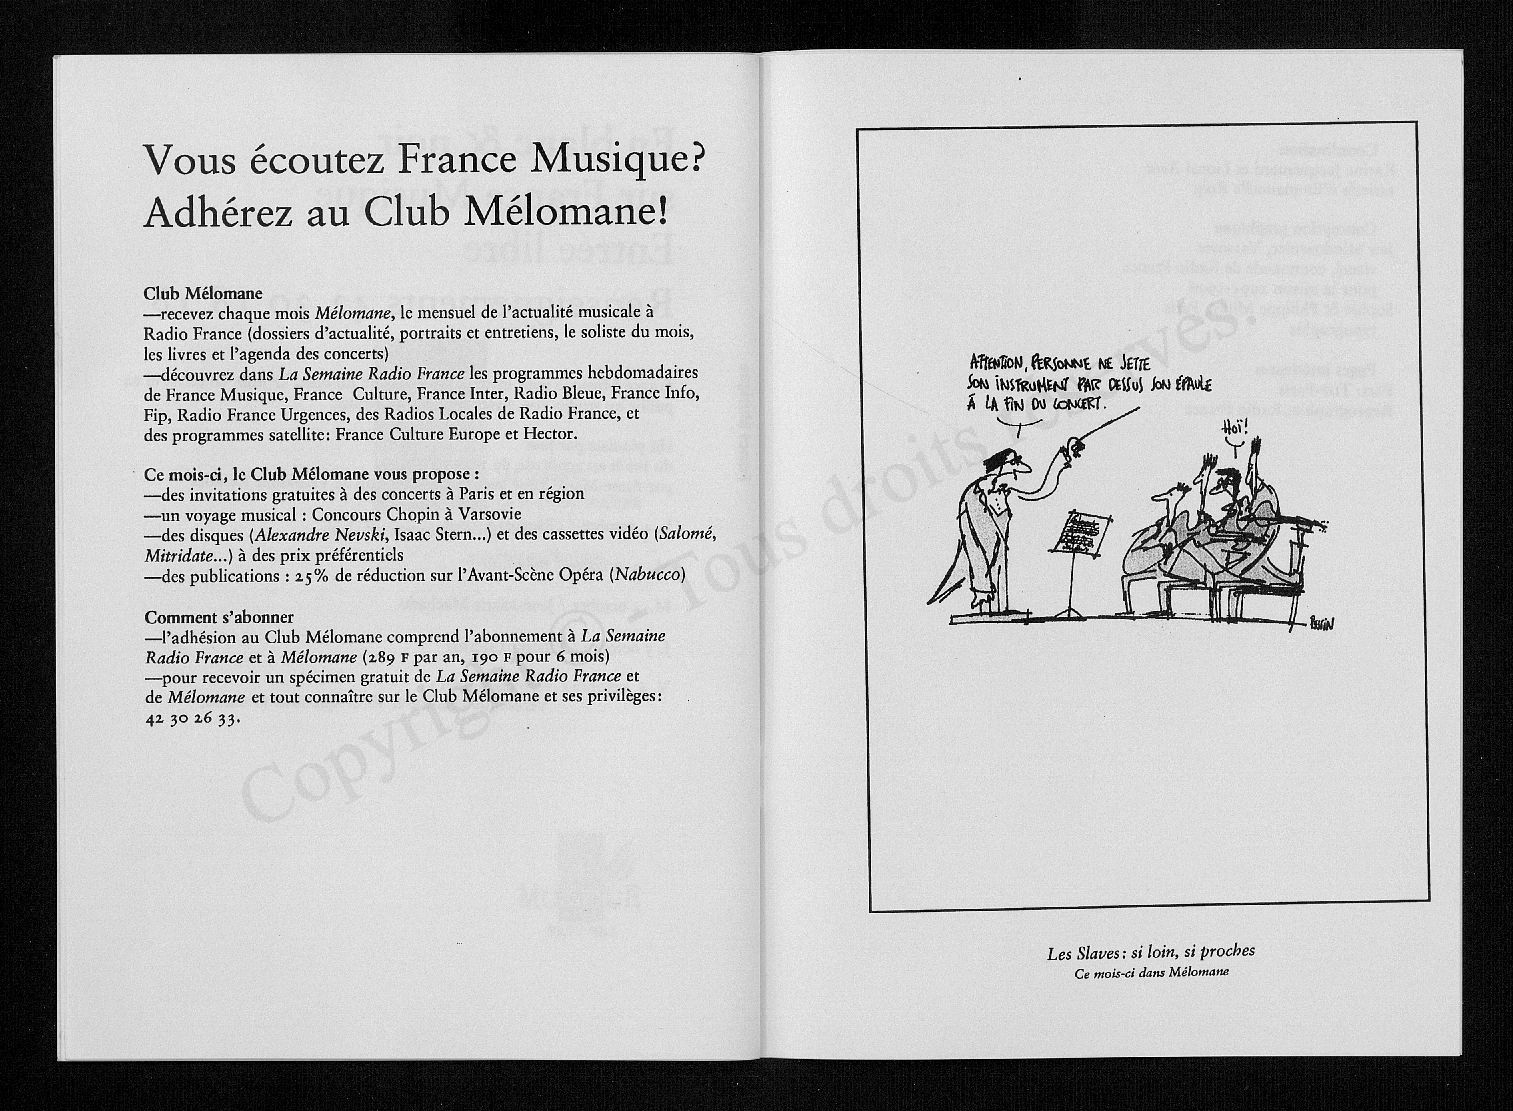 Vous écoutez France Musique?
Adhérez au Club Mélomane!
Club Mélomane
—recevez chaque mois Mélomane, le mensuel de l'actualité musicale à
Radio France (dossiers d'actualité, portraits et entretiens, le soliste du mois,
les livres et l'agenda des concerts)
—découvrez dans La Semaine Radio France les programmes hebdomadaires
de France Musique, France Culture, France Inter, Radio Bleue, France Info,
Fip, Radio France Urgences, des Radios Locales de Radio France, et
des programmes satellite: France Culture Europe et Hector.
Ce mois-ci, le Club Mélomane vous propose :
—des invitations gratuites à des concerts à Paris et en région
—un voyage musical : Concours Chopin à Varsovie
—des disques (Alexandre Nevski, Isaac Stern...) et des cassettes vidéo (Salomé,
Mitridate...) à des prix préférentiels
—des publications : 25% de réduction sur l'Avant-Scène Opéra (Nabucco)
Comment s'abonner
—l'adhésion au Club Mélomane comprend l'abonnement à La Semaine
Radio France et à Mélomane (289 F par an, 190 F pour 6 mois)
—pour recevoir un spécimen gratuit de La Semaine Radio France et
de Mélomane et tout connaître sur le Club Mélomane et ses privilèges:
42 30 26 33.
Copyright © - Tous droits réservés.
ATTENTION, PERSONNE NE JETTE
SON INSTRUMENT PAR DESSUS SON ÉPAULE
À LA FIN DU CONCERT.
HOÏ!
Les Slaves : si loin, si proches
Ce mois-ci dans Mélomane